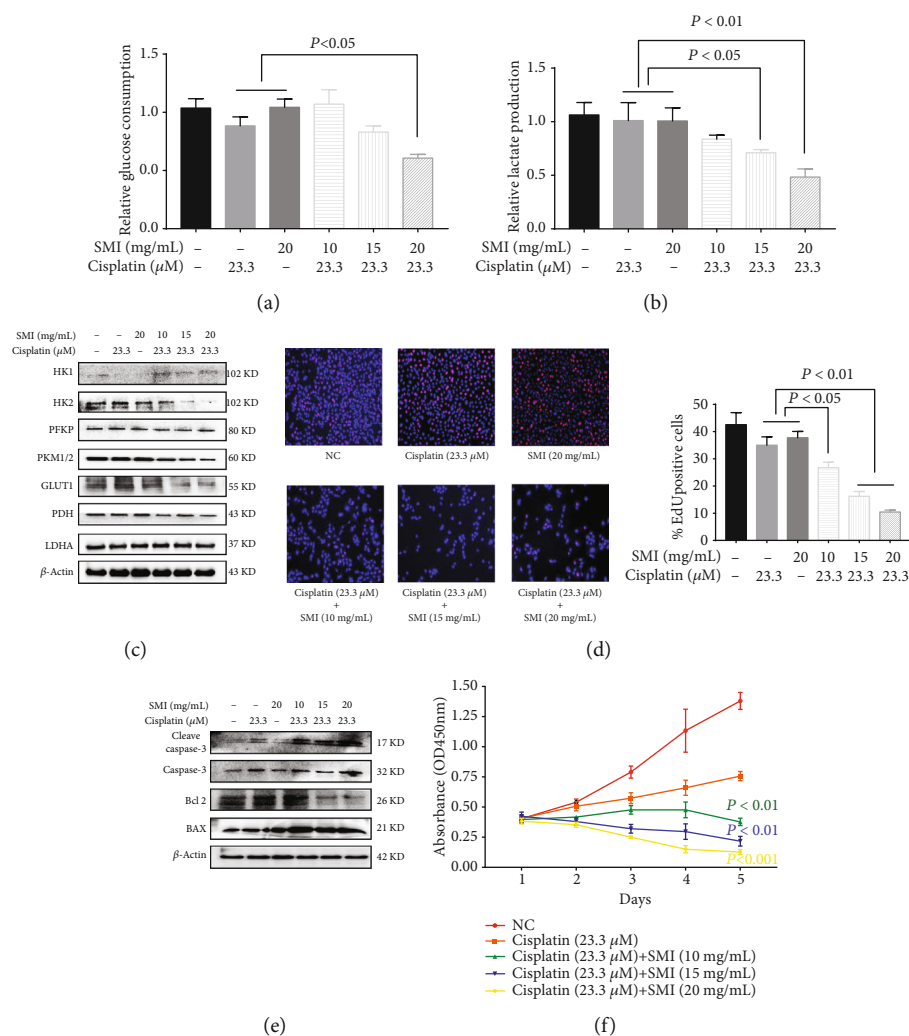 P<0.05
1.5
1.0
0.0
0.0
Relative glucose consumption
SMI (mg/mL) – – 20 10 15 20
Cisplatin (μM) – 23.3 – 23.3 23.3 23.3
(a)
P < 0.01
P < 0.05
1.5
1.0
0.5
0.0
Relative lactate production
SMI (mg/mL) – – 20 10 15 20
Cisplatin (μM) – 23.3 – 23.3 23.3 23.3
(b)
SMI (mg/mL) – – 20 10 15 20
Cisplatin (μM) – 23.3 – 23.3 23.3 23.3
HK1 102 KD
HK2 102 KD
PFKP 80 KD
PKM1/2 60 KD
GLUT1 55 KD
PDH 43 KD
LDHA 37 KD
β-Actin 43 KD
(c)
NC
Cisplatin (23.3 μM)
SMI (20 mg/mL)
Cisplatin (23.3 μM)
+
SMI (10 mg/mL)
Cisplatin (23.3 μM)
+
SMI (15 mg/mL)
Cisplatin (23.3 μM)
+
SMI (20 mg/mL)
P < 0.01
P < 0.05
50
40
30
20
10
0
% EdUpositive cells
SMI (mg/mL) – – 20 10 15 20
Cisplatin (μM) – 23.3 – 23.3 23.3 23.3
(d)
SMI (mg/mL) – – 20 10 15 20
Cisplatin (μM) – 23.3 – 23.3 23.3 23.3
Cleave
caspase-3 17 KD
Caspase-3 32 KD
Bcl 2 26 KD
BAX 21 KD
β-Actin 42 KD
(e)
1.50
1.25
1.00
0.75
0.50
0.25
0.00
Absorbance (OD450nm)
P < 0.01
P < 0.01
P<0.001
1 2 3 4 5
Days
NC
Cisplatin (23.3 μM)
Cisplatin (23.3 μM)+SMI (10 mg/mL)
Cisplatin (23.3 μM)+SMI (15 mg/mL)
Cisplatin (23.3 μM)+SMI (20 mg/mL)
(f)